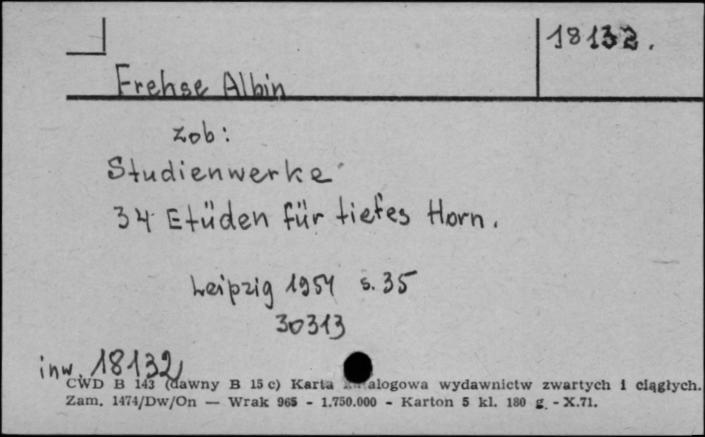 18132.
Frehse Albin
zob:
Studienwerke
34 Etüden für tiefes Horn.
Leipzig 1954 s. 35
30313
inw. 18132
CWD B 143 (dawny B 15 c) Karta katalogowa wydawnictw zwartych i ciągłych.
Zam. 1474/Dw/On — Wrak 965 - 1.750.000 - Karton 5 kl. 180 g. - X.71.